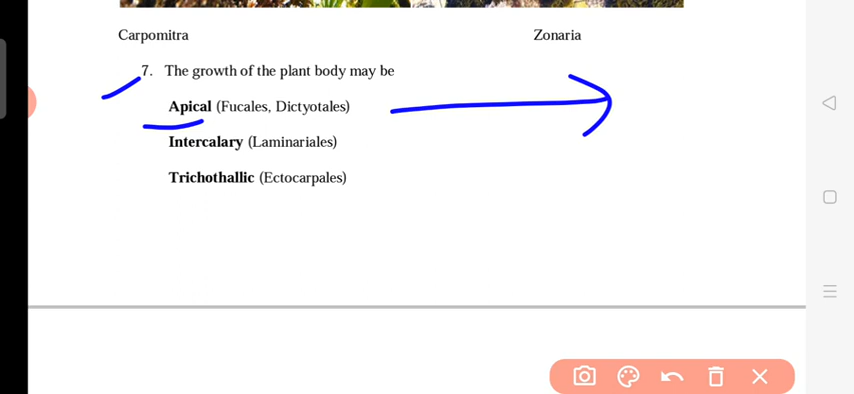 Carpomitra Zonaria
7. The growth of the plant body may be
Apical (Fucales, Dictyotales)
Intercalary (Laminariales)
Trichothallic (Ectocarpales)